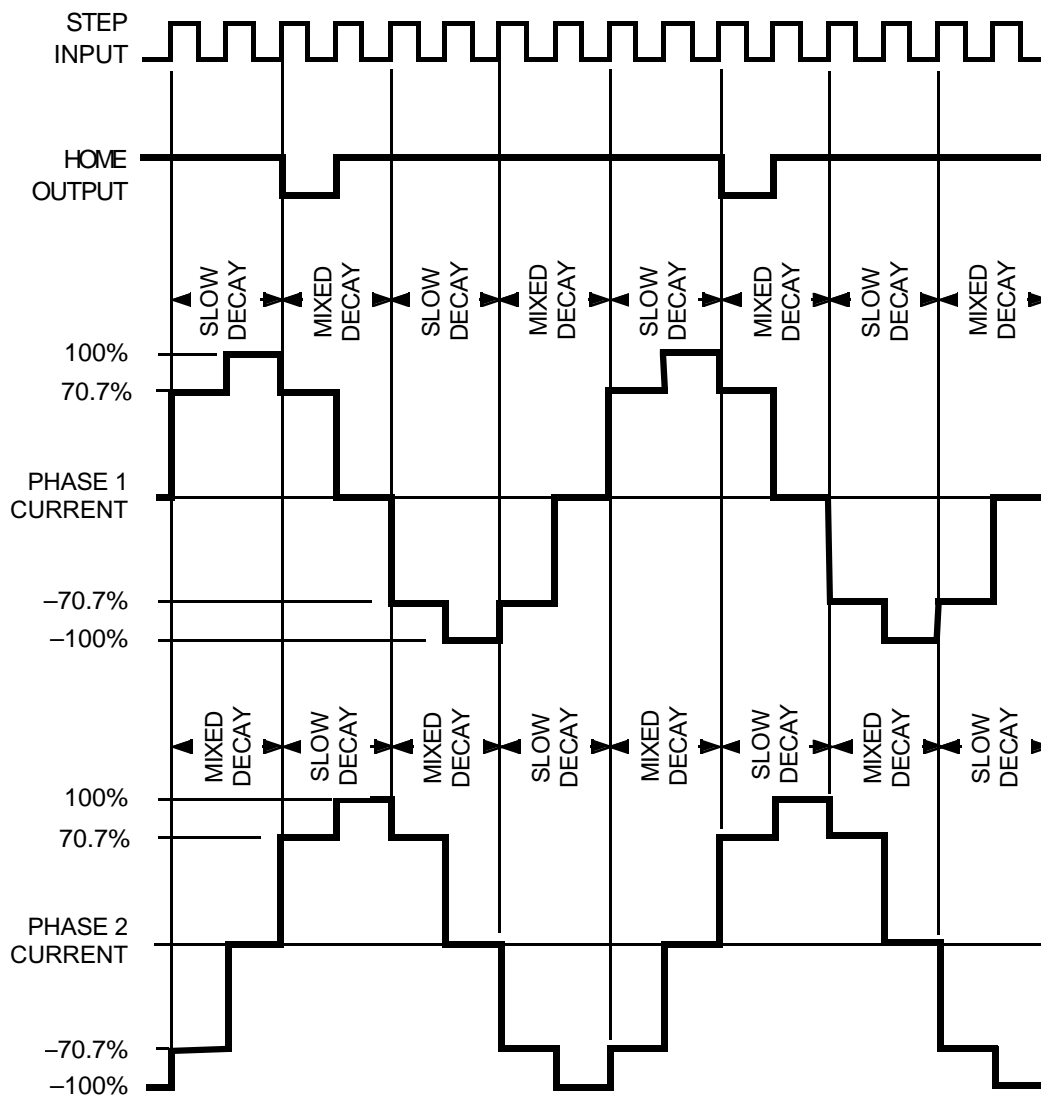 STEP
INPUT
HOME
OUTPUT
SLOW
DECAY
MIXED
DECAY
SLOW
DECAY
MIXED
DECAY
SLOW
DECAY
MIXED
DECAY
SLOW
DECAY
MIXED
DECAY
100%
70.7%
PHASE 1
CURRENT
–70.7%
–100%
MIXED
DECAY
SLOW
DECAY
MIXED
DECAY
SLOW
DECAY
MIXED
DECAY
SLOW
DECAY
MIXED
DECAY
SLOW
DECAY
100%
70.7%
PHASE 2
CURRENT
–70.7%
–100%